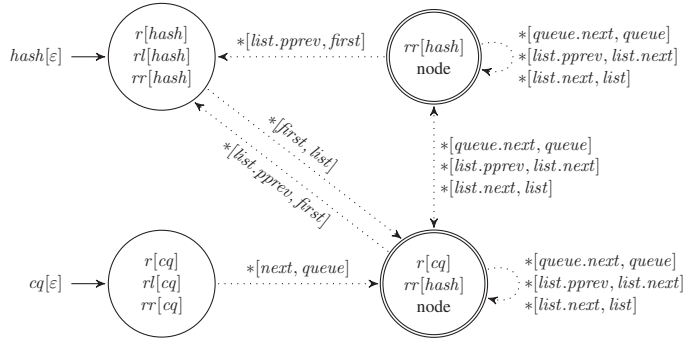 hash[ε]
r[hash]
rl[hash]
rr[hash]
*[list.pprev, first]
rr[hash]
node
*[queue.next, queue]
*[list.pprev, list.next]
*[list.next, list]
*[first, list]
*[list.pprev, first]
*[queue.next, queue]
*[list.pprev, list.next]
*[list.next, list]
cq[ε]
r[cq]
rl[cq]
rr[cq]
*[next, queue]
r[cq]
rr[hash]
node
*[queue.next, queue]
*[list.pprev, list.next]
*[list.next, list]